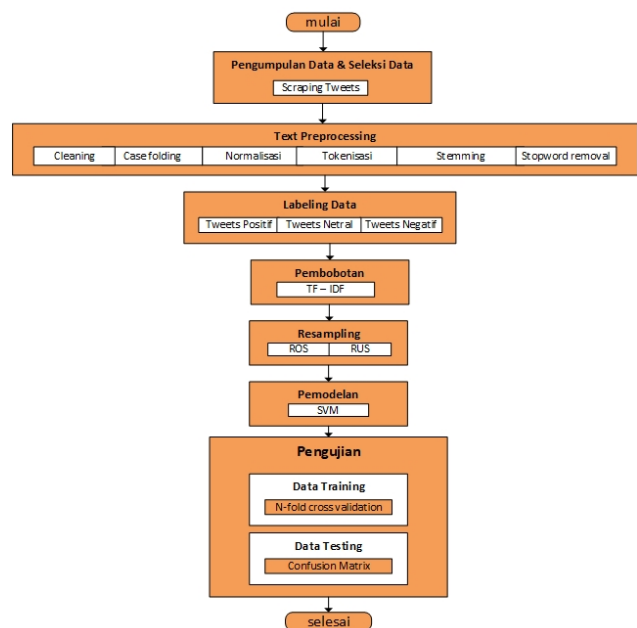 mulai
Pengumpulan Data & Seleksi Data
Scraping Tweets
Text Preprocessing
Cleaning Case folding Normalisasi Tokenisasi Stemming Stopword removal
Labeling Data
Tweets Positif Tweets Netral Tweets Negatif
Pembobotan
TF – IDF
Resampling
ROS RUS
Pemodelan
SVM
Pengujian
Data Training
N-fold cross validation
Data Testing
Confusion Matrix
selesai